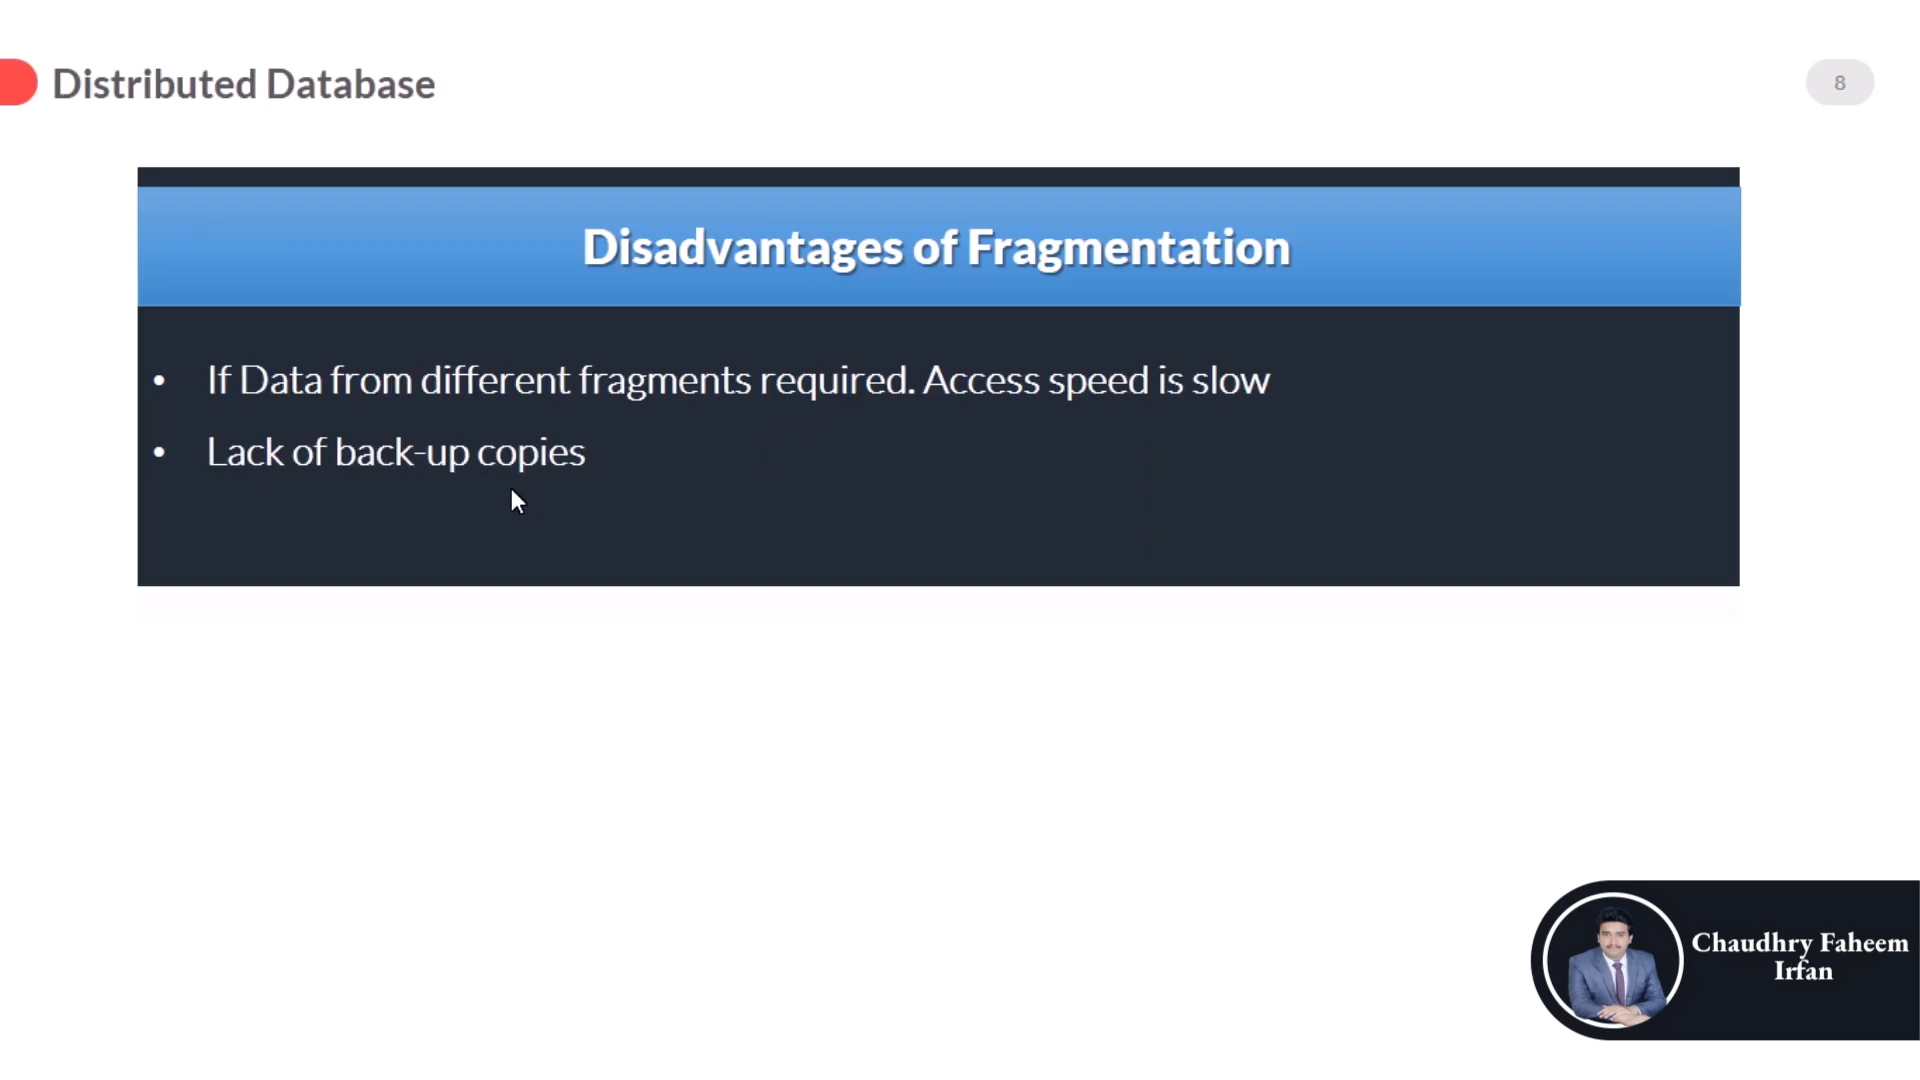 Distributed Database
8
Disadvantages of Fragmentation
• If Data from different fragments required. Access speed is slow
• Lack of back-up copies
Chaudhry Faheem
Irfan